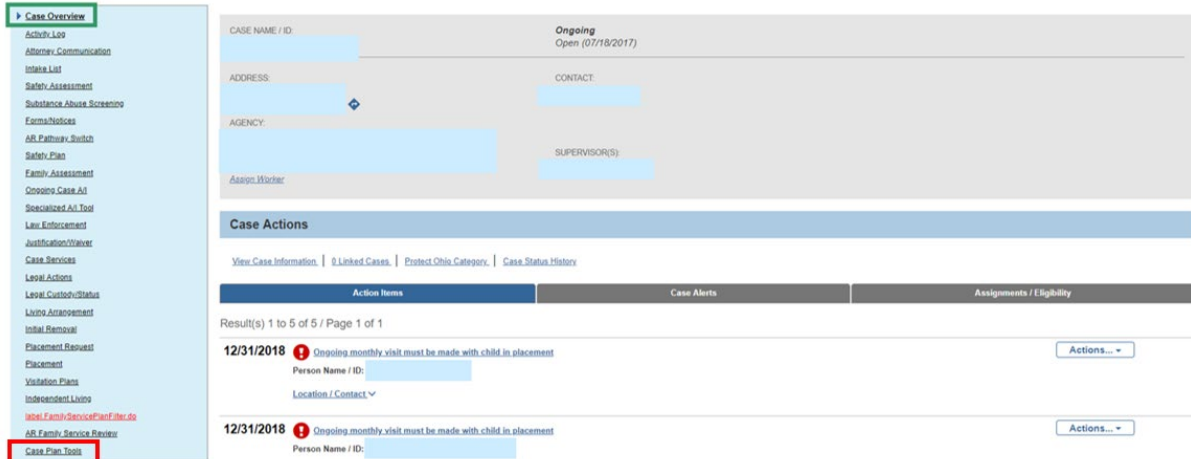 Case Overview
Activity Log
Attorney Communication
Intake List
Safety Assessment
Substance Abuse Screening
Forms/Notices
AR Pathway Switch
Safety Plan
Family Assessment
Ongoing Case A/I
Specialized A/I Tool
Law Enforcement
Justification/Waiver
Case Services
Legal Actions
Legal Custody/Status
Living Arrangement
Initial Removal
Placement Request
Placement
Visitation Plans
Independent Living
label.FamilyServicePlanFilter.do
AR Family Service Review
Case Plan Tools
CASE NAME / ID:
Ongoing
Open (07/18/2017)
ADDRESS:
CONTACT:
AGENCY:
SUPERVISOR(S):
Assign Worker
Case Actions
View Case Information | 0 Linked Cases | Protect Ohio Category | Case Status History
Action Items Case Alerts Assignments / Eligibility
Result(s) 1 to 5 of 5 / Page 1 of 1
12/31/2018 Ongoing monthly visit must be made with child in placement Actions...
Person Name / ID:
Location / Contact
12/31/2018 Ongoing monthly visit must be made with child in placement Actions...
Person Name / ID: